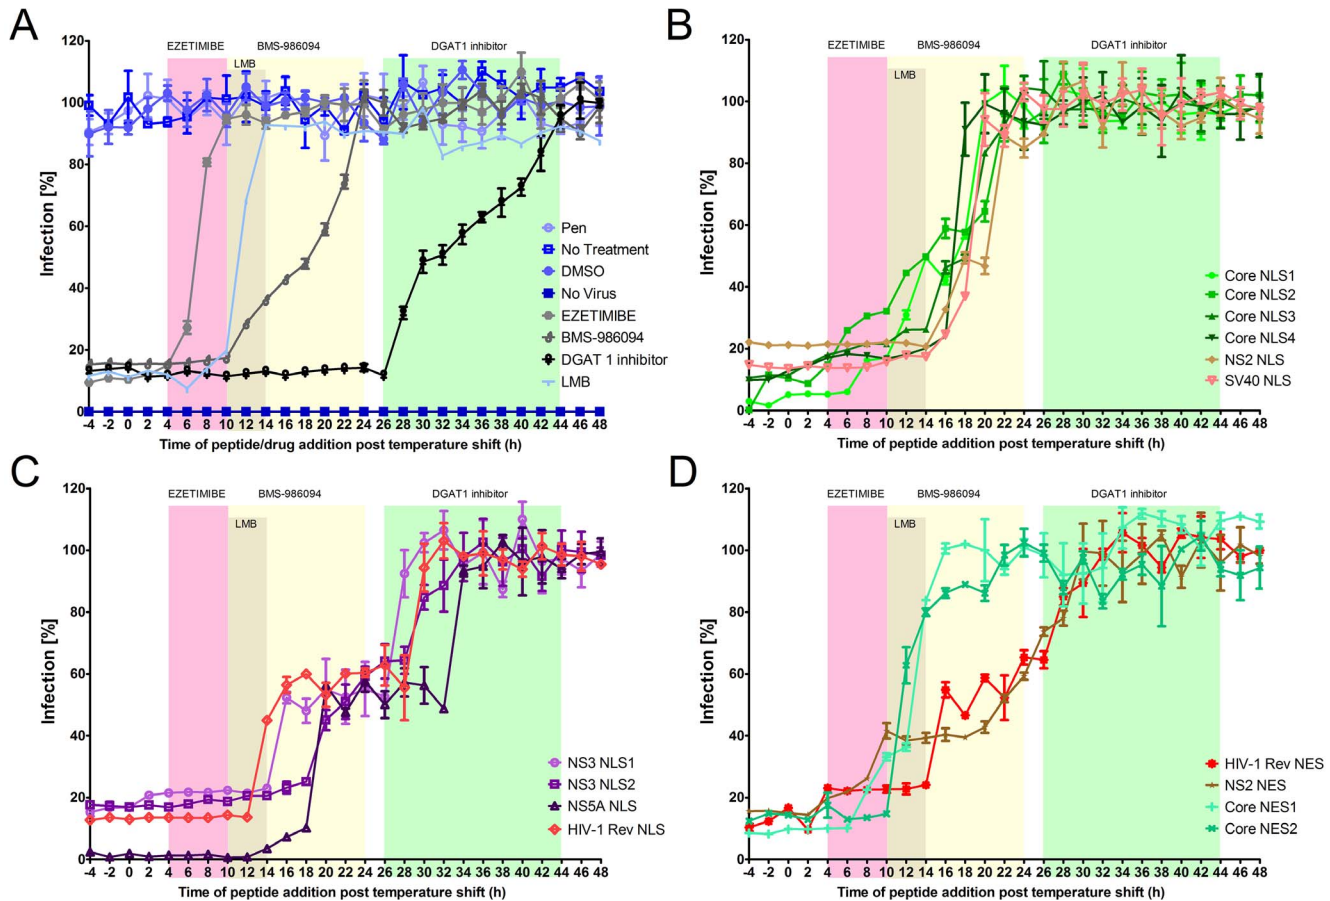 A
EZETIMIBE BMS-986094 DGAT1 inhibitor
LMB
120
100
80
60
40
20
0
Infection [%]
Pen
No Treatment
DMSO
No Virus
EZETIMIBE
BMS-986094
DGAT 1 inhibitor
LMB
-4 -2 0 2 4 6 8 10 12 14 16 18 20 22 24 26 28 30 32 34 36 38 40 42 44 46 48
Time of peptide/drug addition post temperature shift (h)
B
EZETIMIBE BMS-986094 DGAT1 inhibitor
LMB
120
100
80
60
40
20
0
Infection [%]
Core NLS1
Core NLS2
Core NLS3
Core NLS4
NS2 NLS
SV40 NLS
-4 -2 0 2 4 6 8 10 12 14 16 18 20 22 24 26 28 30 32 34 36 38 40 42 44 46 48
Time of peptide addition post temperature shift (h)
C
EZETIMIBE BMS-986094 DGAT1 inhibitor
LMB
120
100
80
60
40
20
0
Infection [%]
NS3 NLS1
NS3 NLS2
NS5A NLS
HIV-1 Rev NLS
-4 -2 0 2 4 6 8 10 12 14 16 18 20 22 24 26 28 30 32 34 36 38 40 42 44 46 48
Time of peptide addition post temperature shift (h)
D
EZETIMIBE BMS-986094 DGAT1 inhibitor
LMB
120
100
80
60
40
20
0
Infection [%]
HIV-1 Rev NES
NS2 NES
Core NES1
Core NES2
-4 -2 0 2 4 6 8 10 12 14 16 18 20 22 24 26 28 30 32 34 36 38 40 42 44 46 48
Time of peptide addition post temperature shift (h)